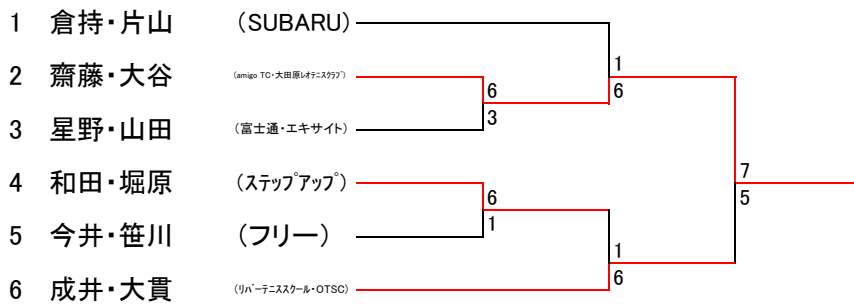 1 倉持・片山 (SUBARU)
1
2 齋藤・大谷 (amigo TC・大田原レオテニスクラブ)
6 6
3
3 星野・山田 (富士通・エキサイト)
7
4 和田・堀原 (ステップアップ)
5
6
1
5 今井・笹川 (フリー)
1
6
6 成井・大貫 (リバーテニススクール・OTSC)